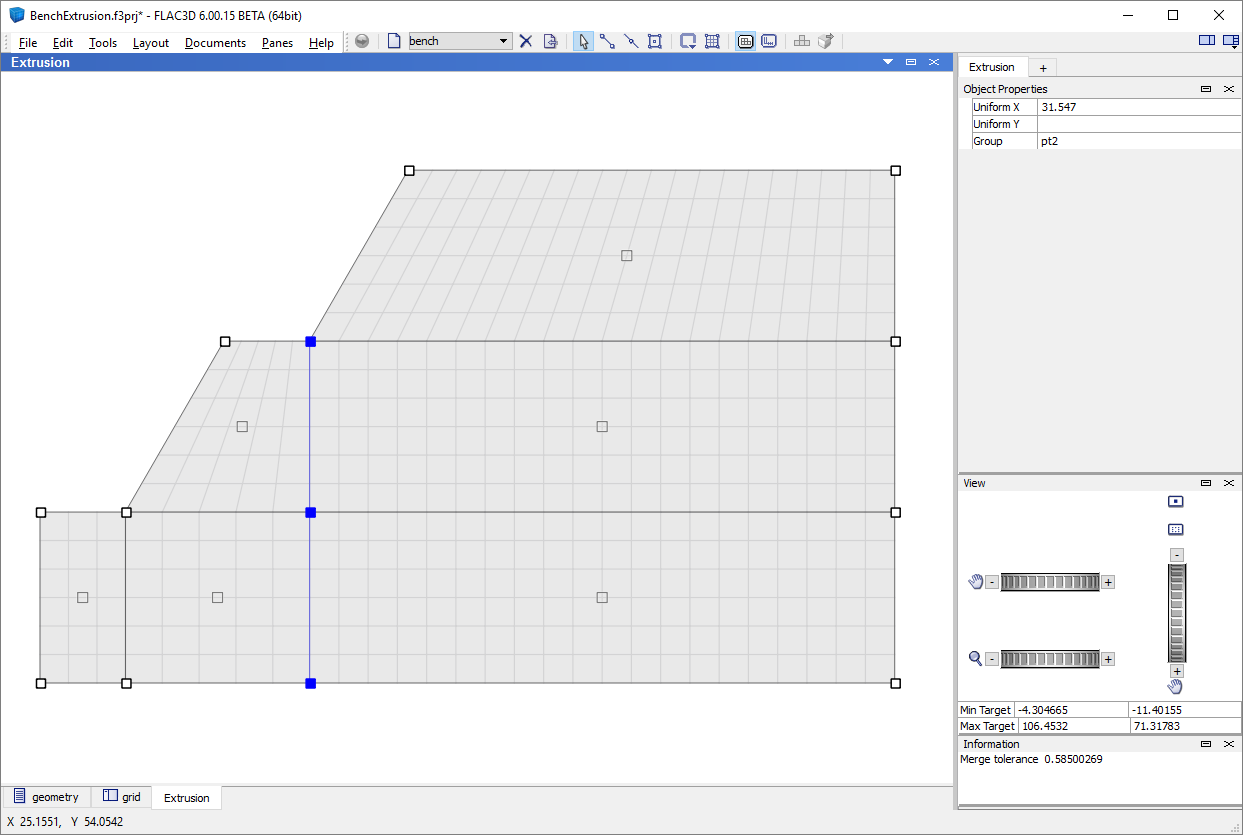 BenchExtrusion.f3prj* - FLAC3D 6.00.15 BETA (64bit)
File Edit Tools Layout Documents Panes Help bench
Extrusion
Extrusion +
Object Properties
Uniform X 31.547
Uniform Y
Group pt2
View
-
- +
- +
+
Min Target -4.304665 -11.40155
Max Target 106.4532 71.31783
Information
Merge tolerance 0.58500269
geometry grid Extrusion
X 25.1551, Y 54.0542